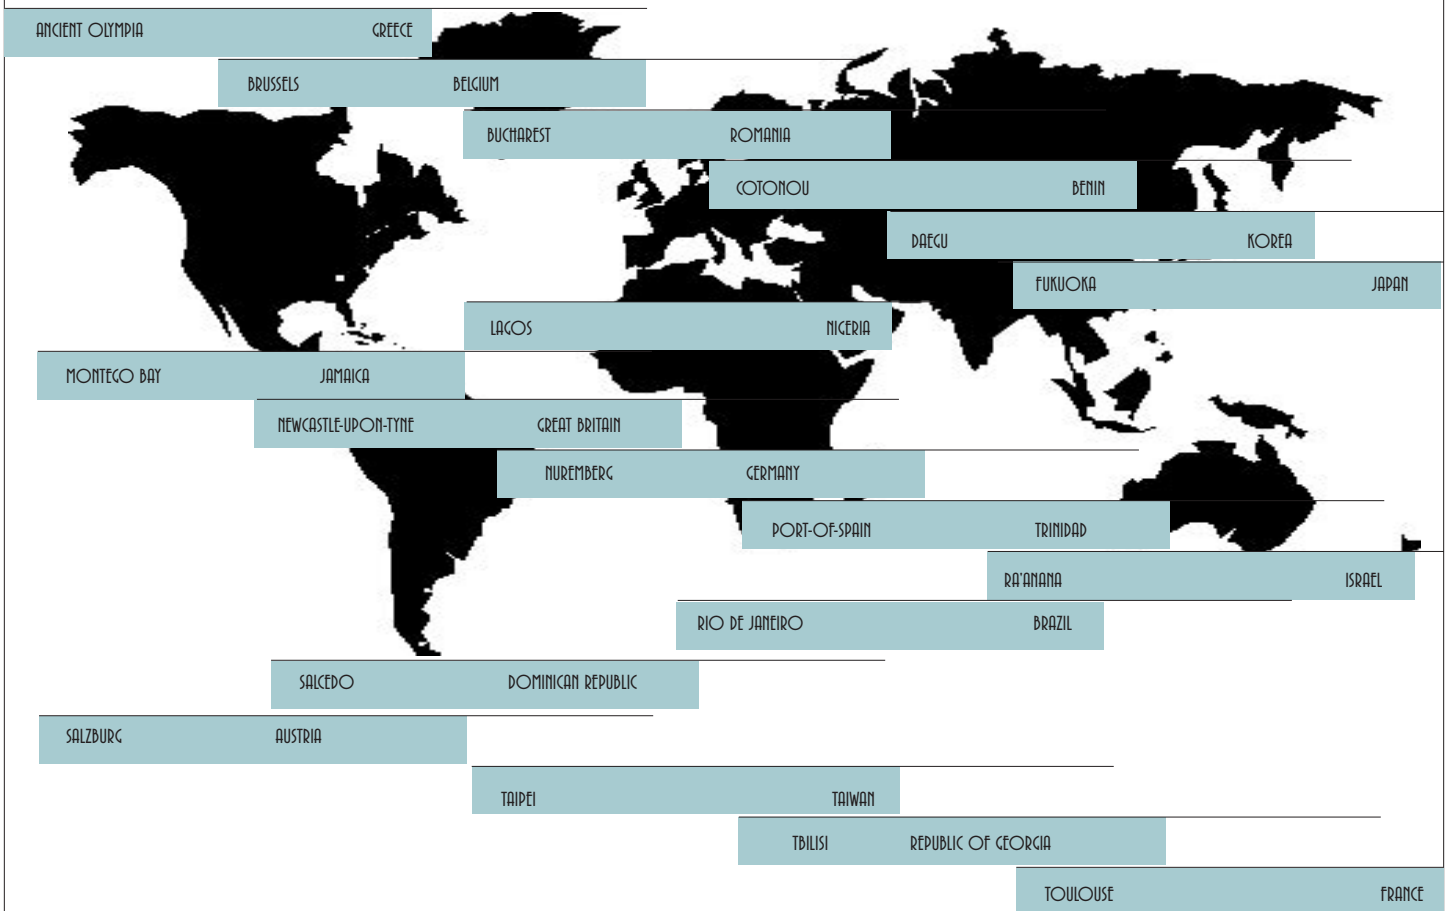 ANCIENT OLYMPIA GREECE
BRUSSELS BELGIUM
BUCHAREST ROMANIA
COTONOU BENIN
DAEGU KOREA
FUKUOKA JAPAN
LAGOS NIGERIA
MONTEGO BAY JAMAICA
NEWCASTLE-UPON-TYNE GREAT BRITAIN
NUREMBERG GERMANY
PORT-OF-SPAIN TRINIDAD
RA'ANANA ISRAEL
RIO DE JANEIRO BRAZIL
SALCEDO DOMINICAN REPUBLIC
SALZBURG AUSTRIA
TAIPEI TAIWAN
TBILISI REPUBLIC OF GEORGIA
TOULOUSE FRANCE